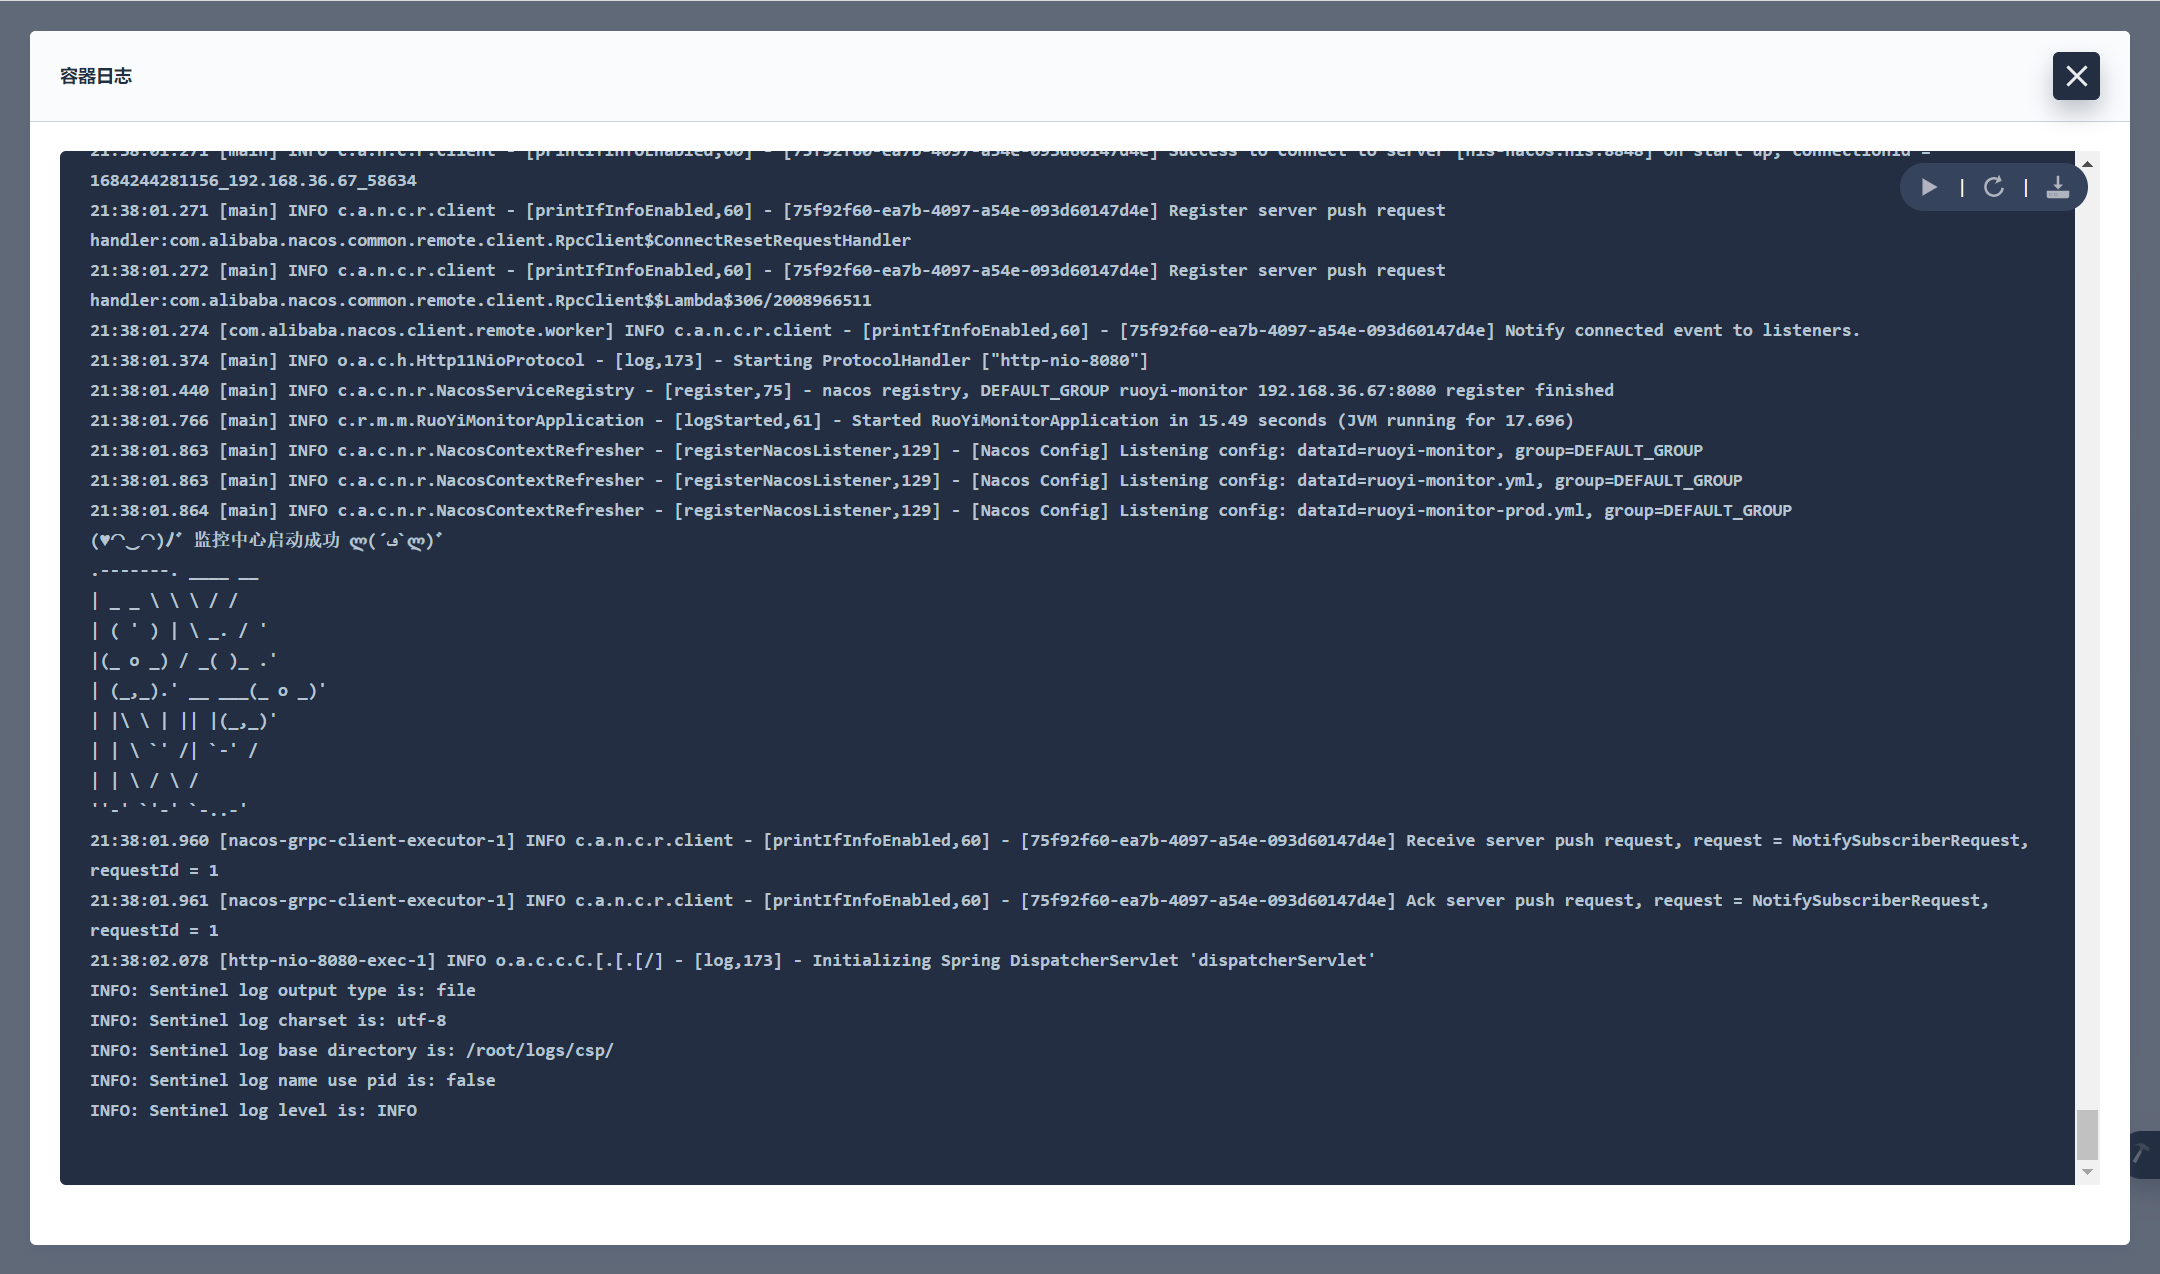 容器日志
21:38:01.271 [main] INFO c.a.n.c.r.client - [printIfInfoEnabled,60] - [75f92f60-ea7b-4097-a54e-093d60147d4e] Success to connect to server [his-nacos.his:8848] on start up, connectionId =
1684244281156_192.168.36.67_58634
21:38:01.271 [main] INFO c.a.n.c.r.client - [printIfInfoEnabled,60] - [75f92f60-ea7b-4097-a54e-093d60147d4e] Register server push request
handler:com.alibaba.nacos.common.remote.client.RpcClient$ConnectResetRequestHandler
21:38:01.272 [main] INFO c.a.n.c.r.client - [printIfInfoEnabled,60] - [75f92f60-ea7b-4097-a54e-093d60147d4e] Register server push request
handler:com.alibaba.nacos.common.remote.client.RpcClient$$Lambda$306/2008966511
21:38:01.274 [com.alibaba.nacos.client.remote.worker] INFO c.a.n.c.r.client - [printIfInfoEnabled,60] - [75f92f60-ea7b-4097-a54e-093d60147d4e] Notify connected event to listeners.
21:38:01.374 [main] INFO o.a.c.h.Http11NioProtocol - [log,173] - Starting ProtocolHandler ["http-nio-8080"]
21:38:01.440 [main] INFO c.a.c.n.r.NacosServiceRegistry - [register,75] - nacos registry, DEFAULT_GROUP ruoyi-monitor 192.168.36.67:8080 register finished
21:38:01.766 [main] INFO c.r.m.m.RuoYiMonitorApplication - [logStarted,61] - Started RuoYiMonitorApplication in 15.49 seconds (JVM running for 17.696)
21:38:01.863 [main] INFO c.a.c.n.r.NacosContextRefresher - [registerNacosListener,129] - [Nacos Config] Listening config: dataId=ruoyi-monitor, group=DEFAULT_GROUP
21:38:01.863 [main] INFO c.a.c.n.r.NacosContextRefresher - [registerNacosListener,129] - [Nacos Config] Listening config: dataId=ruoyi-monitor.yml, group=DEFAULT_GROUP
21:38:01.864 [main] INFO c.a.c.n.r.NacosContextRefresher - [registerNacosListener,129] - [Nacos Config] Listening config: dataId=ruoyi-monitor-prod.yml, group=DEFAULT_GROUP
(♥◠‿◠)ﾉﾞ 监控中心启动成功 ლ(´ڡ`ლ)ﾞ
.-------. ____ __
| _ _ \ \ \ / /
| ( ' ) | \ _. / '
|(_ o _) / _( )_ .'
| (_,_).' __ ___(_ o _)'
| |\ \ | || |(_,_)'
| | \ `' /| `-' /
| | \ / \ /
''-' `'-' `-..-'
21:38:01.960 [nacos-grpc-client-executor-1] INFO c.a.n.c.r.client - [printIfInfoEnabled,60] - [75f92f60-ea7b-4097-a54e-093d60147d4e] Receive server push request, request = NotifySubscriberRequest,
requestId = 1
21:38:01.961 [nacos-grpc-client-executor-1] INFO c.a.n.c.r.client - [printIfInfoEnabled,60] - [75f92f60-ea7b-4097-a54e-093d60147d4e] Ack server push request, request = NotifySubscriberRequest,
requestId = 1
21:38:02.078 [http-nio-8080-exec-1] INFO o.a.c.c.C.[.[.[/] - [log,173] - Initializing Spring DispatcherServlet 'dispatcherServlet'
INFO: Sentinel log output type is: file
INFO: Sentinel log charset is: utf-8
INFO: Sentinel log base directory is: /root/logs/csp/
INFO: Sentinel log name use pid is: false
INFO: Sentinel log level is: INFO